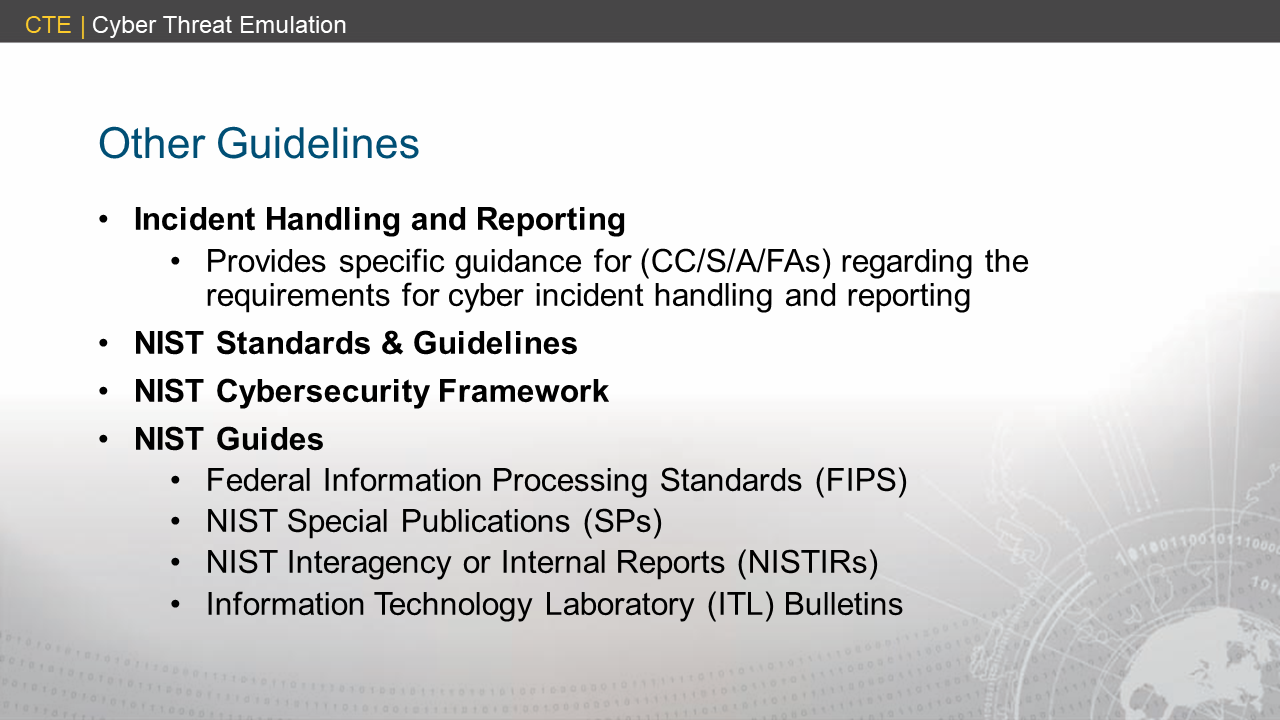 CTE | Cyber Threat Emulation
Other Guidelines
• Incident Handling and Reporting
• Provides specific guidance for (CC/S/A/FAs) regarding the
requirements for cyber incident handling and reporting
• NIST Standards & Guidelines
• NIST Cybersecurity Framework
• NIST Guides
• Federal Information Processing Standards (FIPS)
• NIST Special Publications (SPs)
• NIST Interagency or Internal Reports (NISTIRs)
• Information Technology Laboratory (ITL) Bulletins